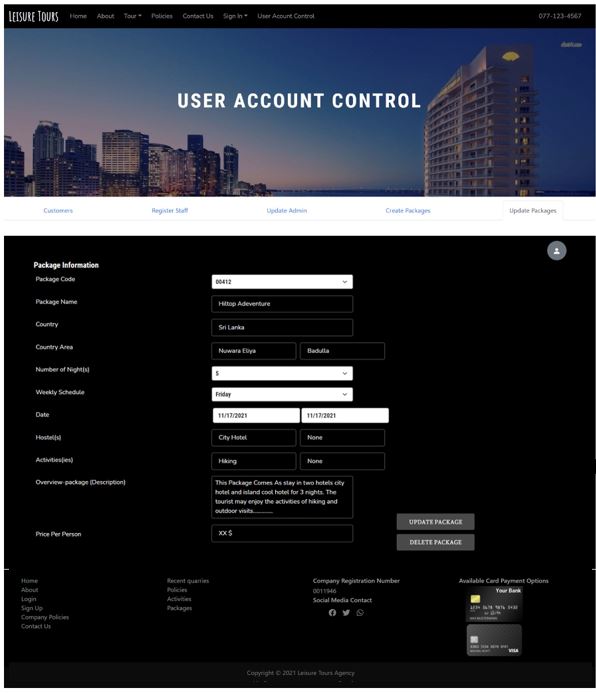 Leisure Tours Home About Tour Policies Contact Us Sign In User Acount Control 077-123-4567
USER ACCOUNT CONTROL
Customers Register Staff Update Admin Create Packages Update Packages
Package Information
Package Code 00412
Package Name Hiltop Adeventure
Country Sri Lanka
Country Area Nuwara Eliya Badulla
Number of Night(s) 5
Weekly Schedule Friday
Date 11/17/2021 11/17/2021
Hostel(s) City Hotel None
Activities(ies) Hiking None
Overview-package (Description) This Package Comes As stay in two hotels city
hotel and island cool hotel for 3 nights. The
tourist may enjoy the activities of hiking and
outdoor visits..............
UPDATE PACKAGE
Price Per Person XX $
DELETE PACKAGE
Home Recent quarries Company Registration Number Available Card Payment Options
About Policies 0011946
Login Activities Social Media Contact
Sign Up Packages
Company Policies
Contact Us
Your Bank
VISA
Copyright © 2021 Leisure Tours Agency